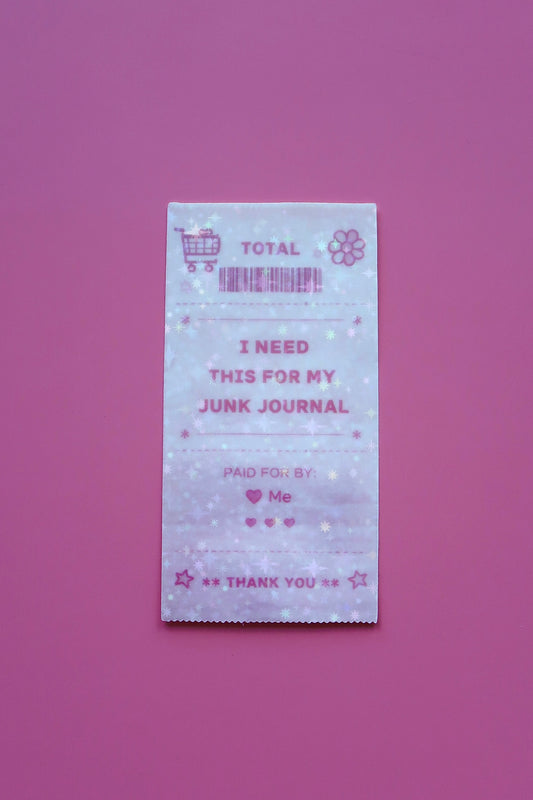 TOTAL
I NEED
THIS FOR MY
JUNK JOURNAL
PAID FOR BY:
Me
** THANK YOU **